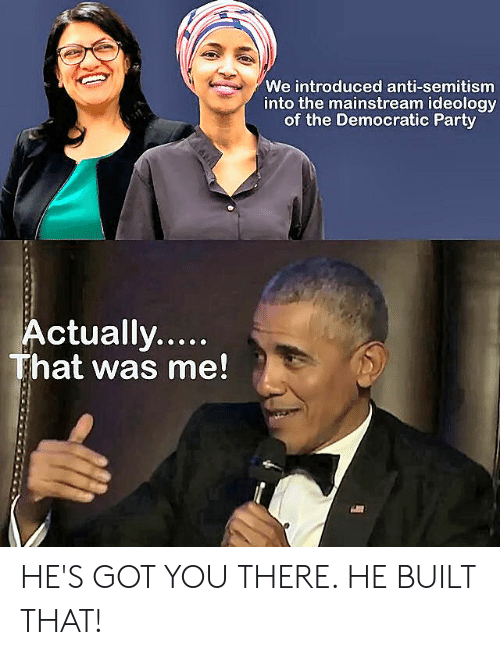 We introduced anti-semitism
into the mainstream ideology
of the Democratic Party
Actually.....
That was me!
HE'S GOT YOU THERE. HE BUILT
THAT!